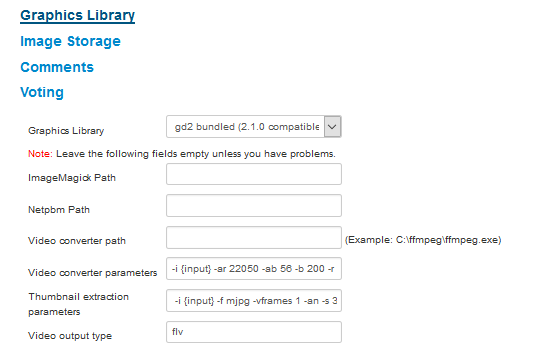 Graphics Library
Image Storage
Comments
Voting
Graphics Library gd2 bundled (2.1.0 compatible
Note: Leave the following fields empty unless you have problems.
ImageMagick Path
Netpbm Path
Video converter path (Example: C:\ffmpeg\ffmpeg.exe)
Video converter parameters -i {input} -ar 22050 -ab 56 -b 200 -r
Thumbnail extraction
parameters -i {input} -f mjpg -vframes 1 -an -s 3
Video output type flv